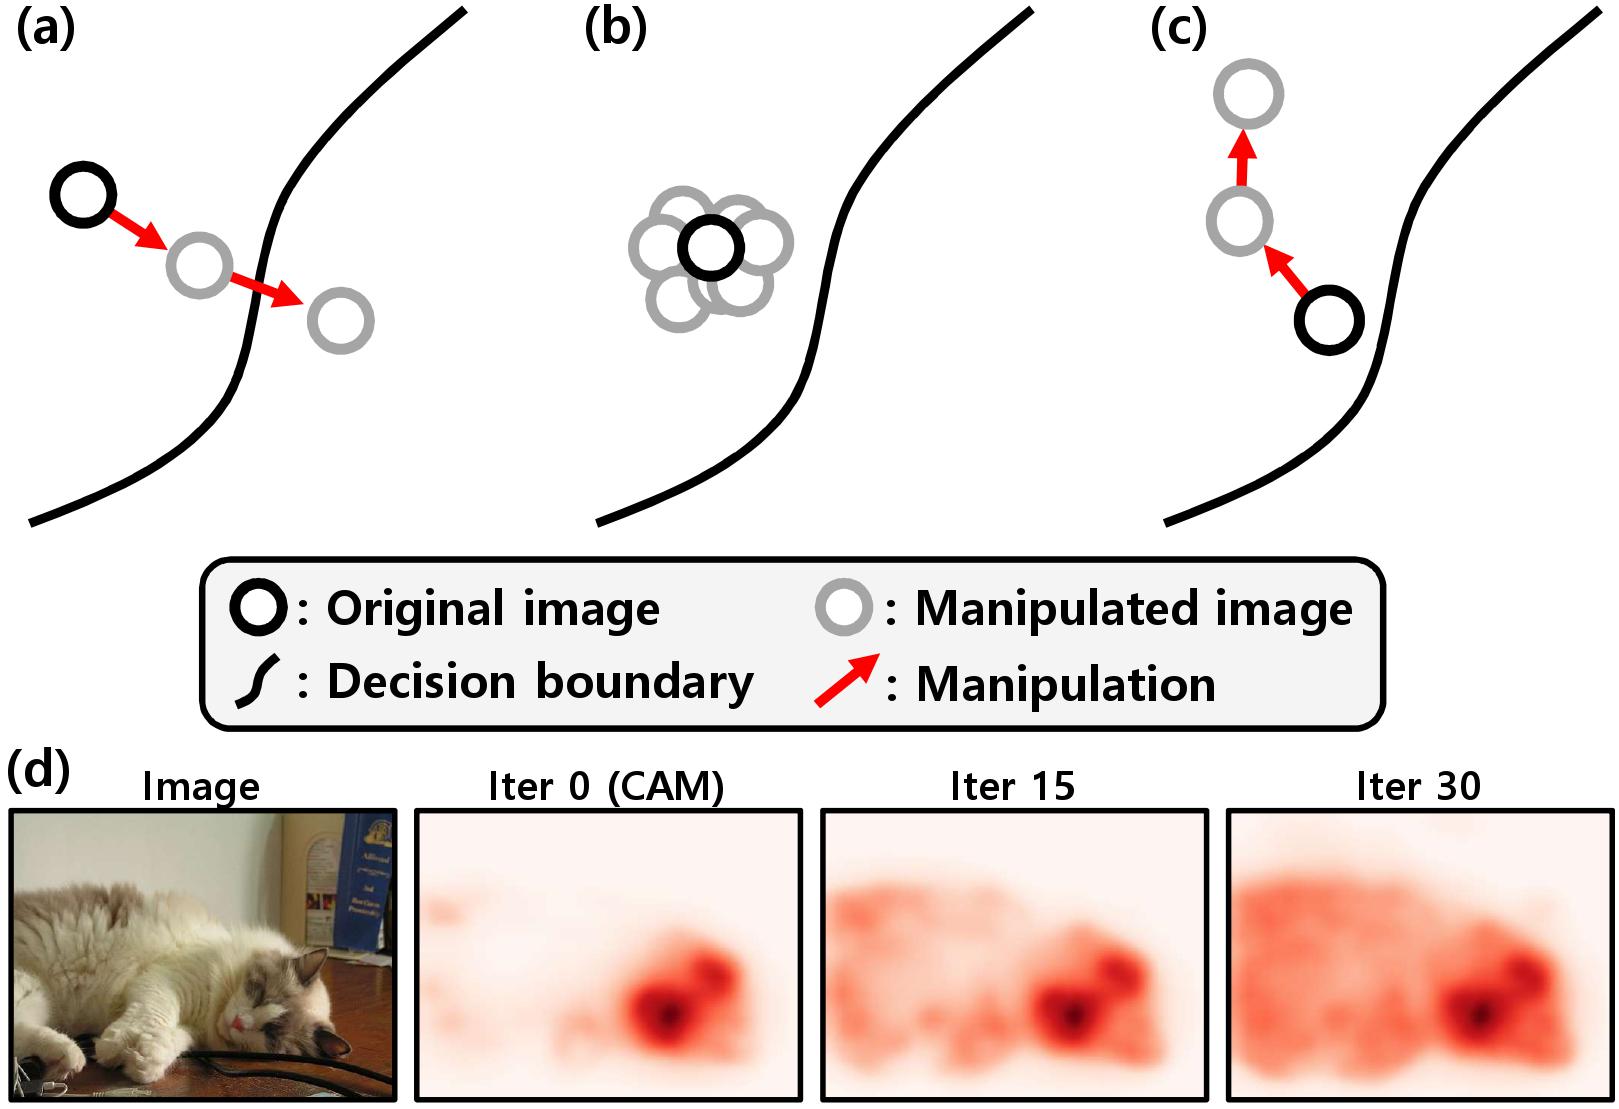 (a)
(b)
(c)
: Original image
: Manipulated image
: Decision boundary
: Manipulation
(d)
Image
Iter 0 (CAM)
Iter 15
Iter 30